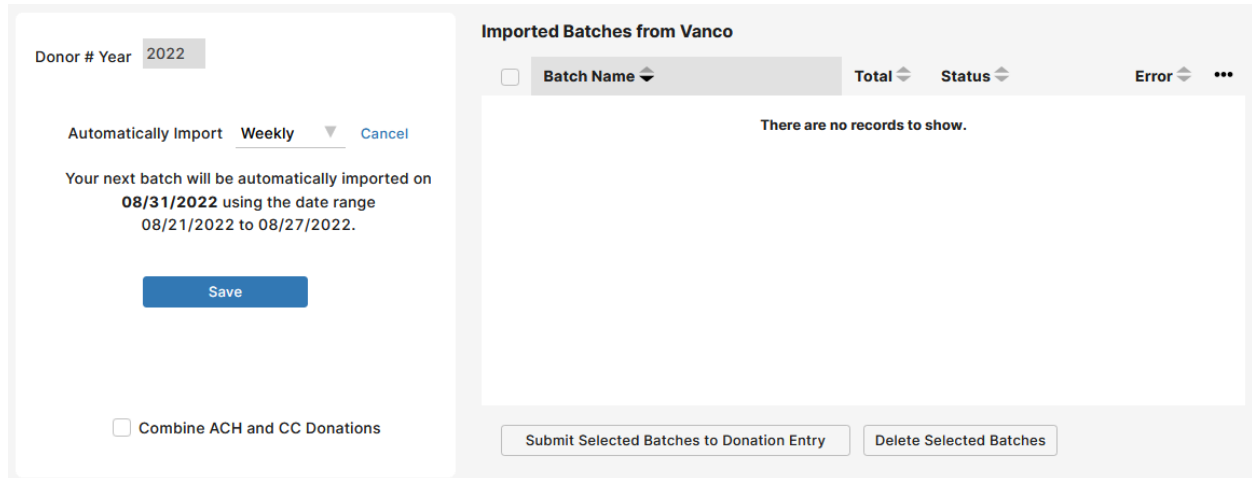 Donor # Year 2022
Automatically Import Weekly Cancel
Your next batch will be automatically imported on
08/31/2022 using the date range
08/21/2022 to 08/27/2022.
Save
Combine ACH and CC Donations
Imported Batches from Vanco
Batch Name Total Status Error •••
There are no records to show.
Submit Selected Batches to Donation Entry Delete Selected Batches